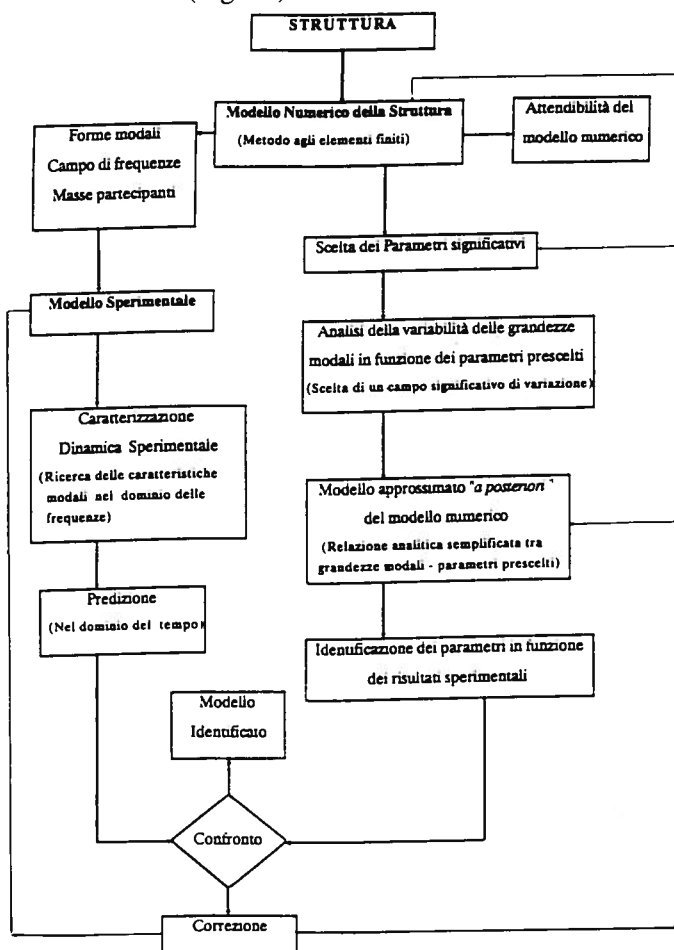 STRUTTURA
Modello Numerico della Struttura
(Metodo agli elementi finiti)
Attendibilità del
modello numerico
Forme modali
Campo di frequenze
Masse partecipanti
Scelta dei Parametri significativi
Modello Sperimentale
Analisi della variabilità delle grandezze
modali in funzione dei parametri prescelti
(Scelta di un campo significativo di variazione)
Caratterizzazione
Dinamica Sperimentale
(Ricerca delle caratteristiche
modali nel dominio delle
frequenze)
Modello approssimato "a posteriori"
del modello numerico
(Relazione analitica semplificata tra
grandezze modali - parametri prescelti)
Predizione
(Nel dominio del tempo)
Identificazione dei parametri in funzione
dei risultati sperimentali
Modello
Identificato
Confronto
Correzione